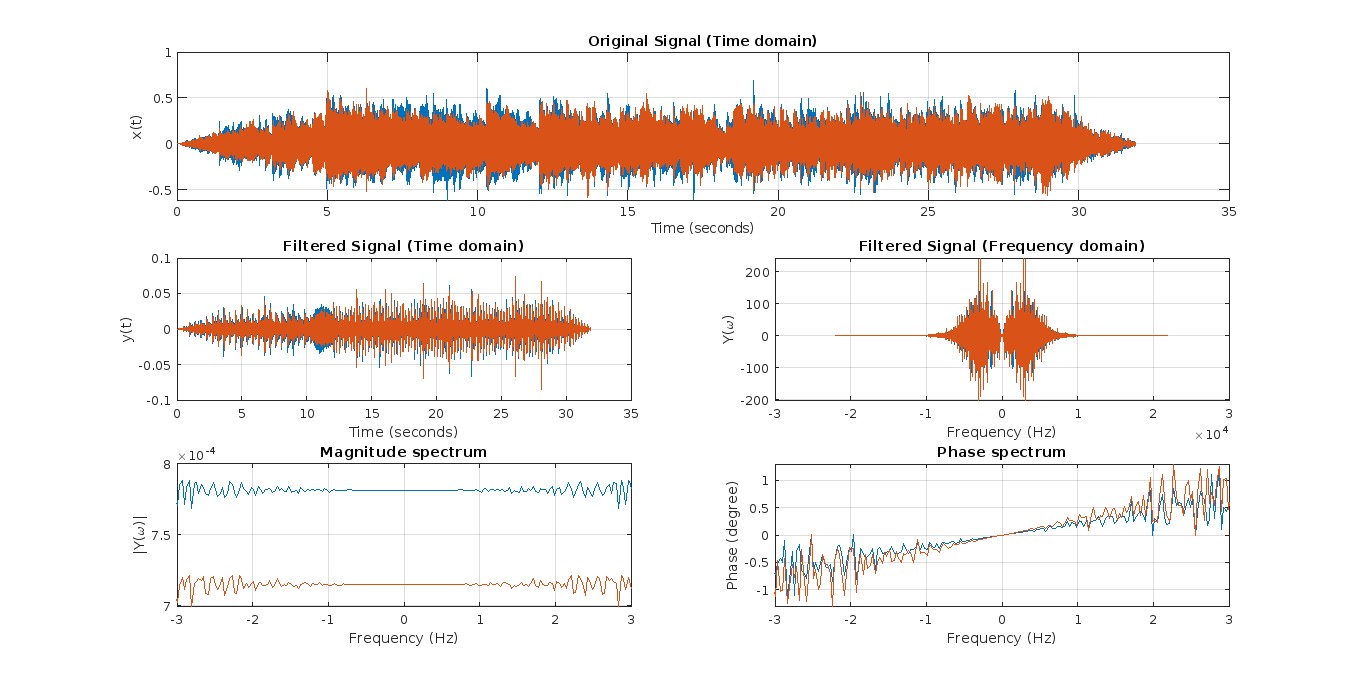 Original Signal (Time domain)
x(t)
1
0.5
0
-0.5
0 5 10 15 20 25 30 35
Time (seconds)
Filtered Signal (Time domain)
y(t)
0.1
0.05
0
-0.05
-0.1
0 5 10 15 20 25 30 35
Time (seconds)
Filtered Signal (Frequency domain)
Y(ω)
200
100
0
-100
-200
-3 -2 -1 0 1 2 3
Frequency (Hz)
×10⁴
Magnitude spectrum
×10⁻⁴
|Y(ω)|
8
7.5
7
-3 -2 -1 0 1 2 3
Frequency (Hz)
Phase spectrum
Phase (degree)
1
0.5
0
-0.5
-1
-3 -2 -1 0 1 2 3
Frequency (Hz)